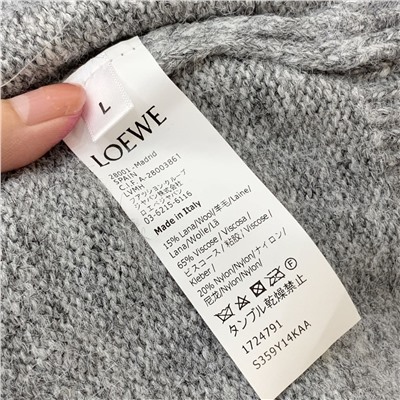 L
LOEWE
28001, Madrid
SPAIN
C.I.F. A-28003861
LVMH
ファッショングループ
ジャパン株式会社
ロエベジャパン
03-6215-6116
Made in Italy
15% Lana/Wool/羊毛/Laine/
Lana/Wolle/Lã
65% Viscose / Viscosa /
ビスコース / 粘胶 / Viscosi
Kleber /
20% Nylon/Nylon/ナイロン/
尼龙/Nylon/Nylon/
タンブル乾燥禁止
1724791
S359Y14KAA